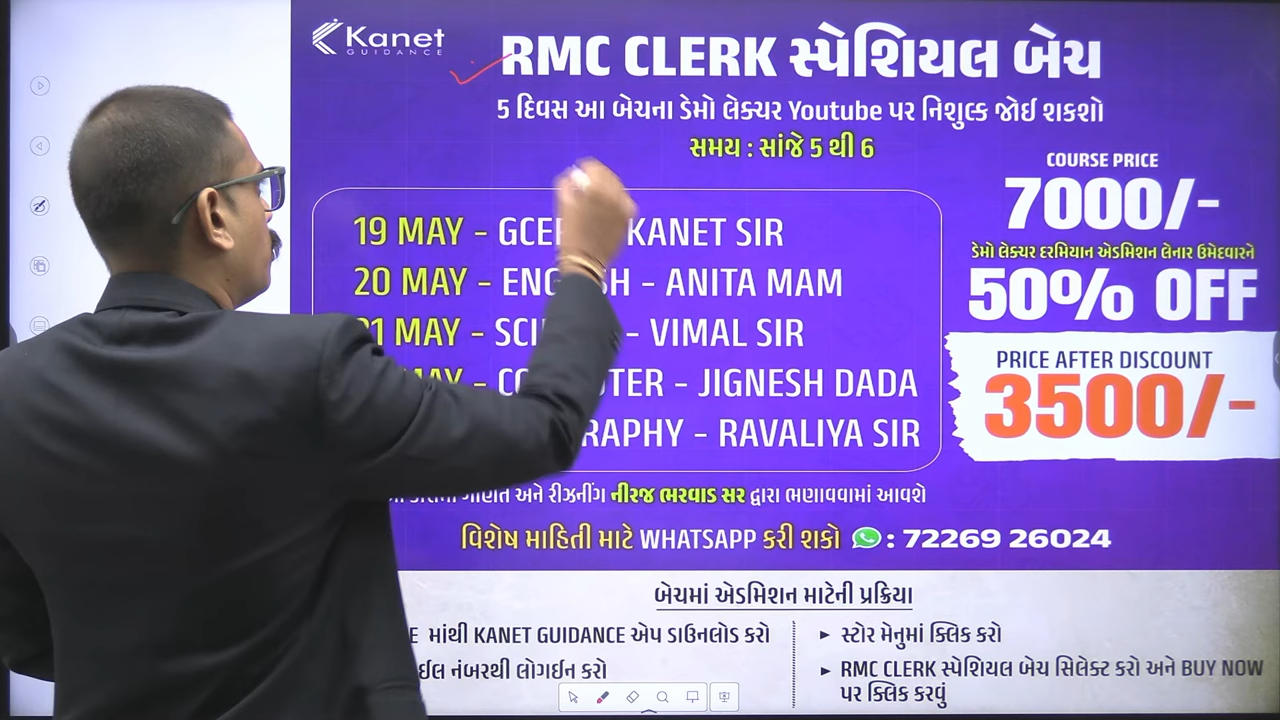 Kanet
GUIDANCE
RMC CLERK સ્પેશિયલ બેચ
5 દિવસ આ બેચના ડેમો લેક્ચર Youtube પર નિશુલ્ક જોઈ શકશો
સમય : સાંજે 5 થી 6
19 MAY - KANET SIR
20 MAY - - ANITA MAM
MAY - - VIMAL SIR
- - JIGNESH DADA
- RAVALIYA SIR
અને રીઝનીંગ નીરજ ભરવાડ સર દ્વારા ભણાવવામાં આવશે
વિશેષ માહિતી માટે WHATSAPP કરી શકો : 72269 26024
COURSE PRICE
7000/-
ડેમો લેક્ચર દરમિયાન એડમિશન લેનાર ઉમેદવારને
50% OFF
PRICE AFTER DISCOUNT
3500/-
બેચમાં એડમિશન માટેની પ્રક્રિયા
માંથી KANET GUIDANCE એપ ડાઉનલોડ કરો
નંબરથી લોગઈન કરો
▸ સ્ટોર મેનુમાં ક્લિક કરો
▸ RMC CLERK સ્પેશિયલ બેચ સિલેક્ટ કરો અને BUY NOW
પર ક્લિક કરવું